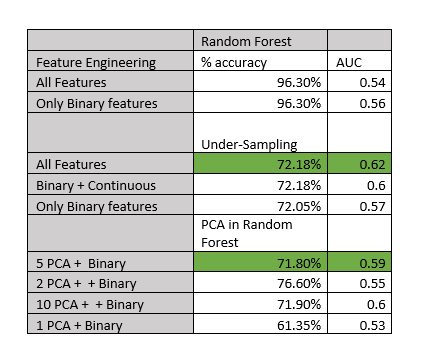 Random Forest
Feature Engineering % accuracy AUC
All Features 96.30% 0.54
Only Binary features 96.30% 0.56
Under-Sampling
All Features 72.18% 0.62
Binary + Continuous 72.18% 0.6
Only Binary features 72.05% 0.57
PCA in Random
Forest
5 PCA + Binary 71.80% 0.59
2 PCA + + Binary 76.60% 0.55
10 PCA + + Binary 71.90% 0.6
1 PCA + Binary 61.35% 0.53